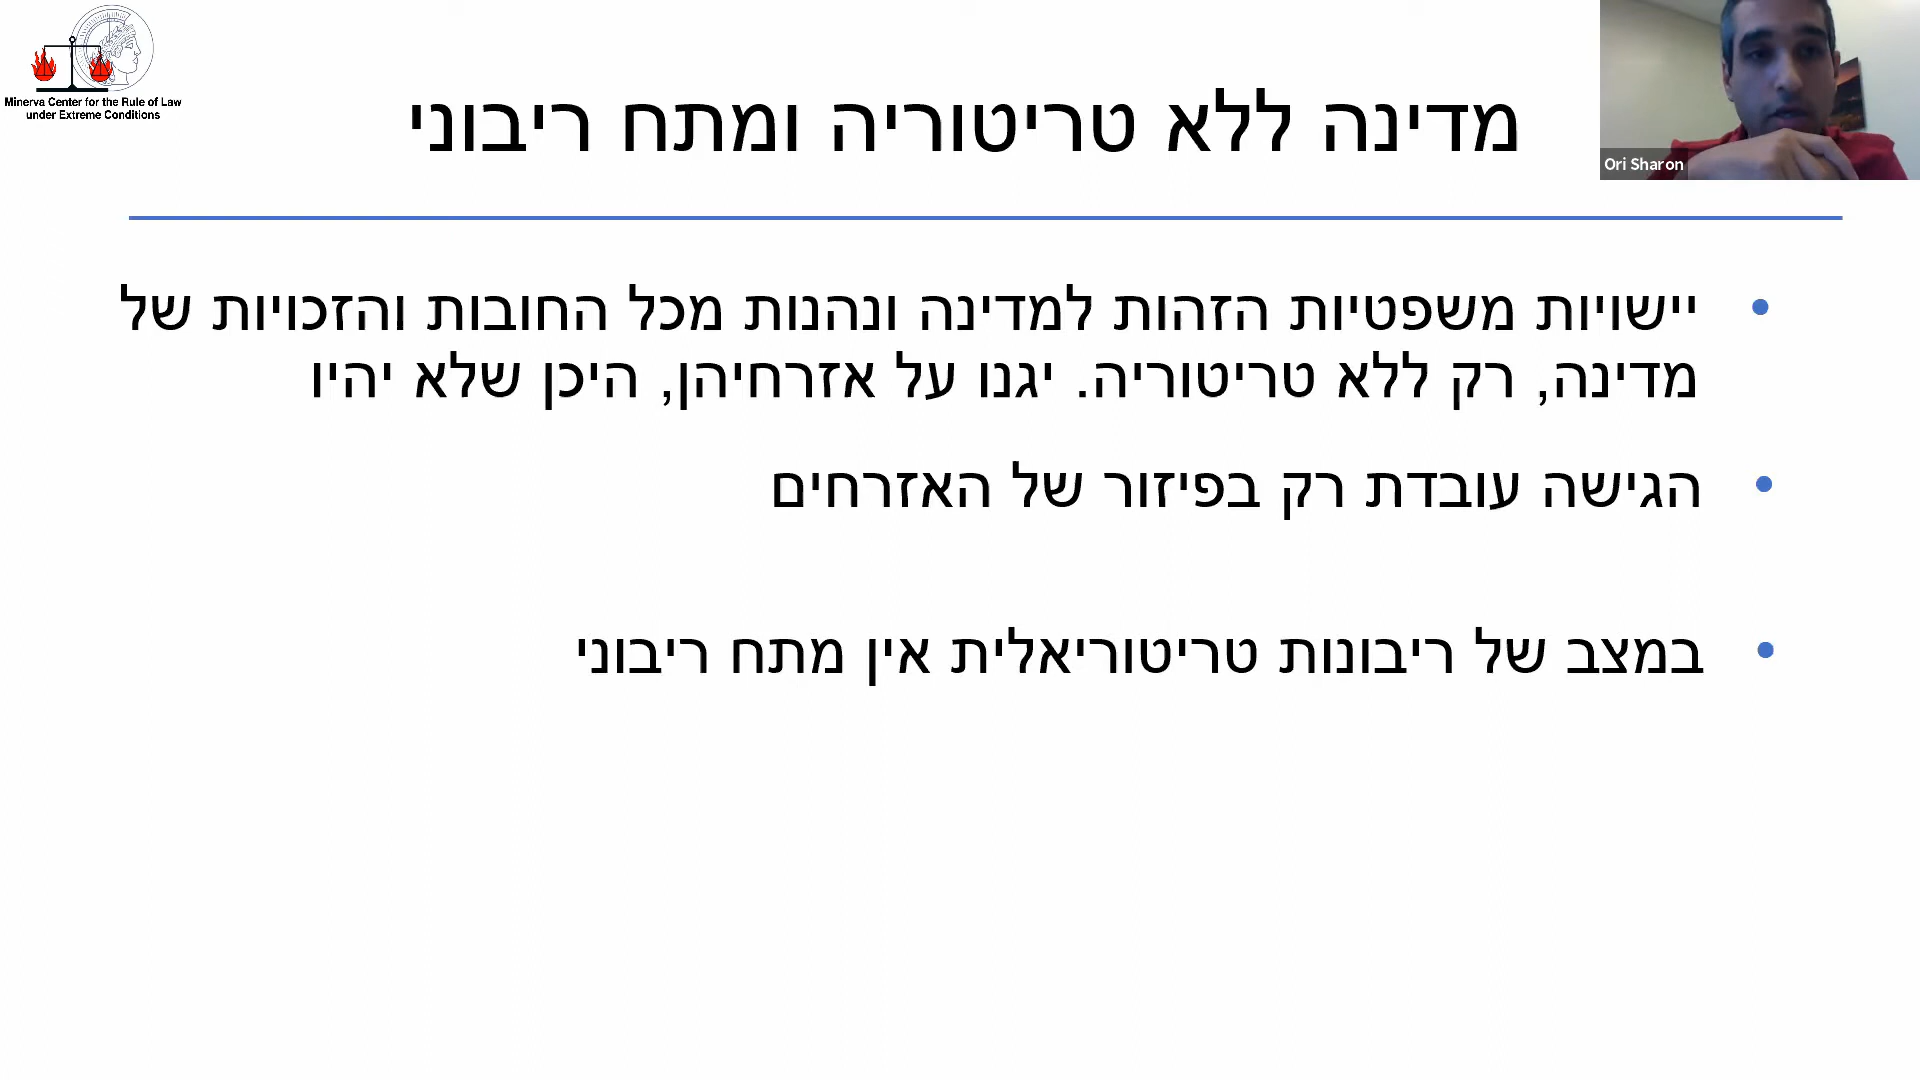 Minerva Center for the Rule of Law
under Extreme Conditions
מדינה ללא טריטוריה ומתח ריבוני
Ori Sharon
• יישויות משפטיות הזהות למדינה ונהנות מכל החובות והזכויות של
מדינה, רק ללא טריטוריה. יגנו על אזרחיהן, היכן שלא יהיו
• הגישה עובדת רק בפיזור של האזרחים
• במצב של ריבונות טריטוריאלית אין מתח ריבוני